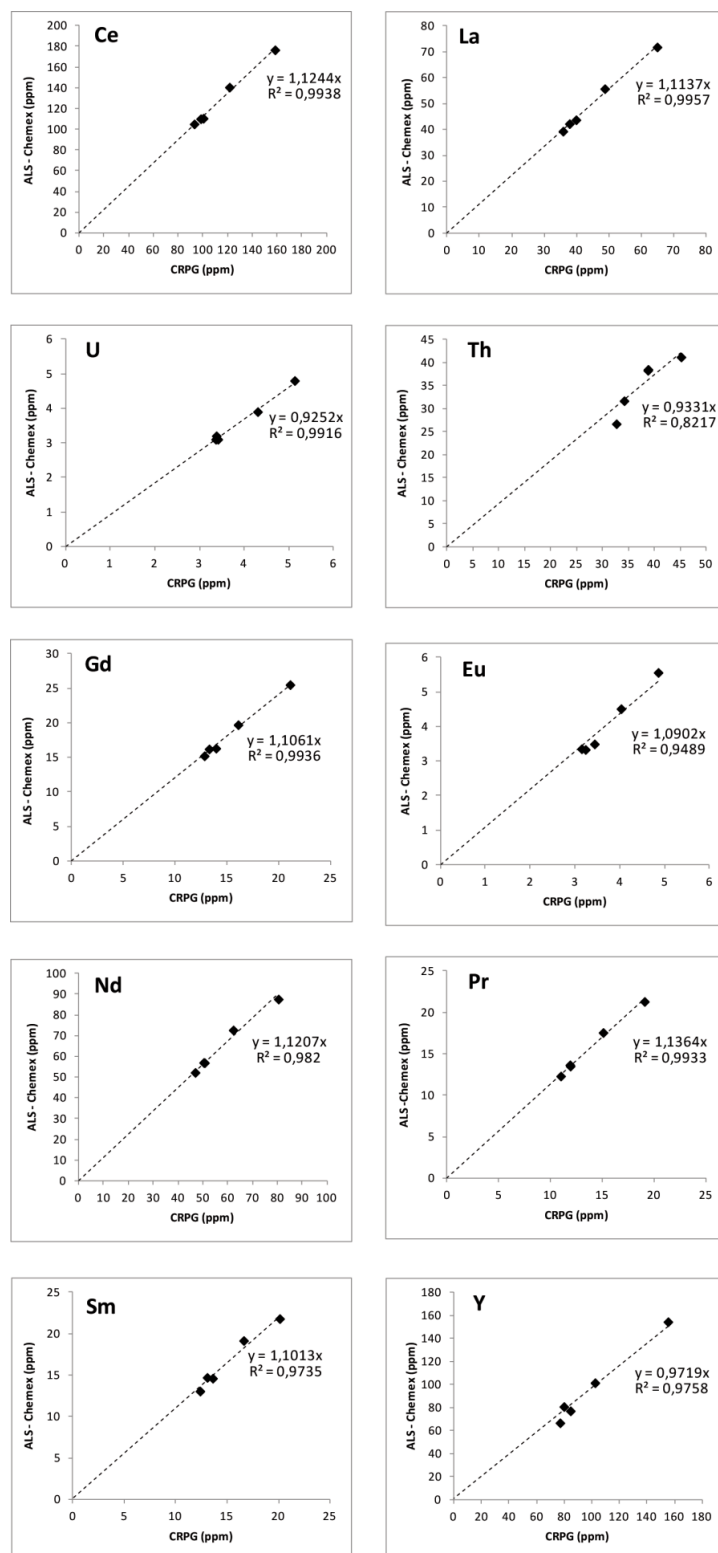 Ce
y = 1,1244x
R² = 0,9938
ALS - Chemex (ppm)
200
180
160
140
120
100
80
60
40
20
0
0 20 40 60 80 100 120 140 160 180 200
CRPG (ppm)
La
y = 1,1137x
R² = 0,9957
ALS - Chemex (ppm)
80
70
60
50
40
30
20
10
0
0 10 20 30 40 50 60 70 80
CRPG (ppm)
U
y = 0,9252x
R² = 0,9916
ALS - Chemex (ppm)
6
5
4
3
2
1
0
0 1 2 3 4 5 6
CRPG (ppm)
Th
y = 0,9331x
R² = 0,8217
ALS - Chemex (ppm)
45
40
35
30
25
20
15
10
5
0
0 5 10 15 20 25 30 35 40 45 50
CRPG (ppm)
Gd
y = 1,1061x
R² = 0,9936
ALS - Chemex (ppm)
30
25
20
15
10
5
0
0 5 10 15 20 25
CRPG (ppm)
Eu
y = 1,0902x
R² = 0,9489
ALS - Chemex (ppm)
6
5
4
3
2
1
0
0 1 2 3 4 5 6
CRPG (ppm)
Nd
y = 1,1207x
R² = 0,982
ALS - Chemex (ppm)
100
90
80
70
60
50
40
30
20
10
0
0 10 20 30 40 50 60 70 80 90 100
CRPG (ppm)
Pr
y = 1,1364x
R² = 0,9933
ALS -Chemex (ppm)
25
20
15
10
5
0
0 5 10 15 20 25
CRPG (ppm)
Sm
y = 1,1013x
R² = 0,9735
ALS - Chemex (ppm)
25
20
15
10
5
0
0 5 10 15 20 25
CRPG (ppm)
Y
y = 0,9719x
R² = 0,9758
ALS - Chemex (ppm)
180
160
140
120
100
80
60
40
20
0
0 20 40 60 80 100 120 140 160 180
CRPG (ppm)